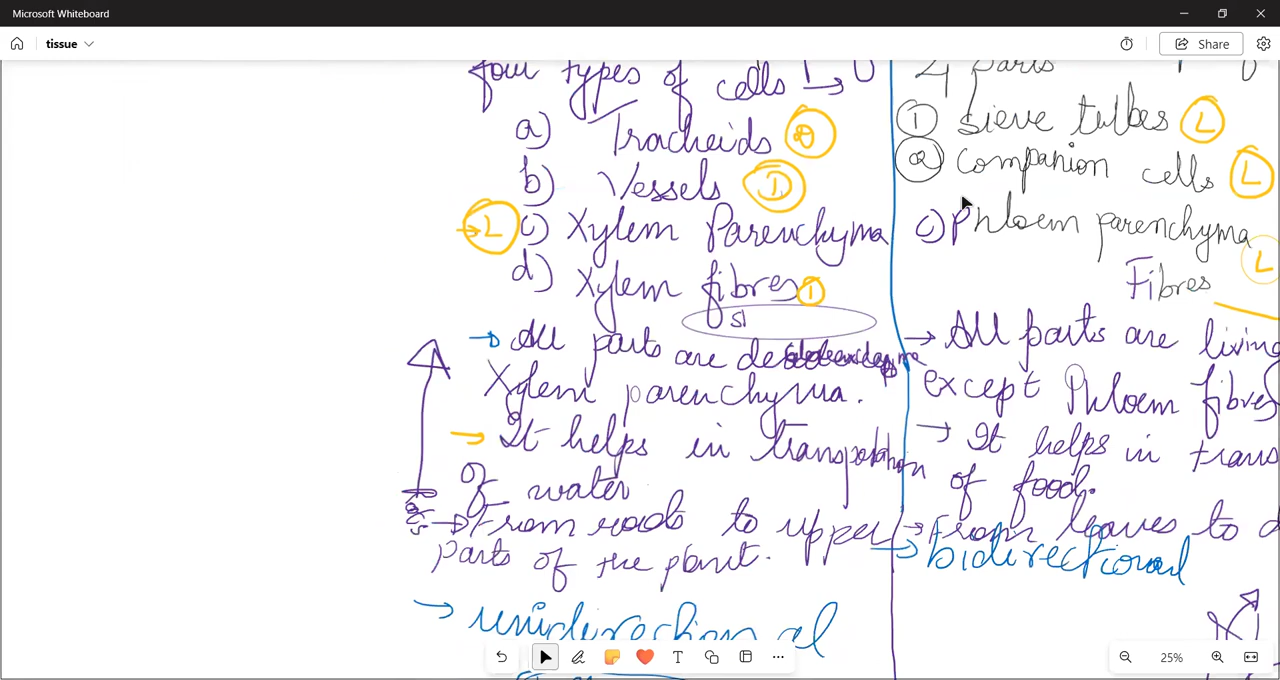 Microsoft Whiteboard
tissue
Share
four types of cells
a) Tracheids D
b) Vessels D
L c) Xylem Parenchyma
d) Xylem fibres D
sl
→ All parts are dead except
Xylem parenchyma.
→ It helps in transportation
of water
→ From roots to upper
parts of the plant.
→ unidirectional
4 parts
1 Sieve tubes L
2 Companion cells L
c) Phloem parenchyma L
Fibres
→ All parts are living
except Phloem fibres
→ It helps in trans
of food.
→ From leaves to d
→ bidirectional
25%